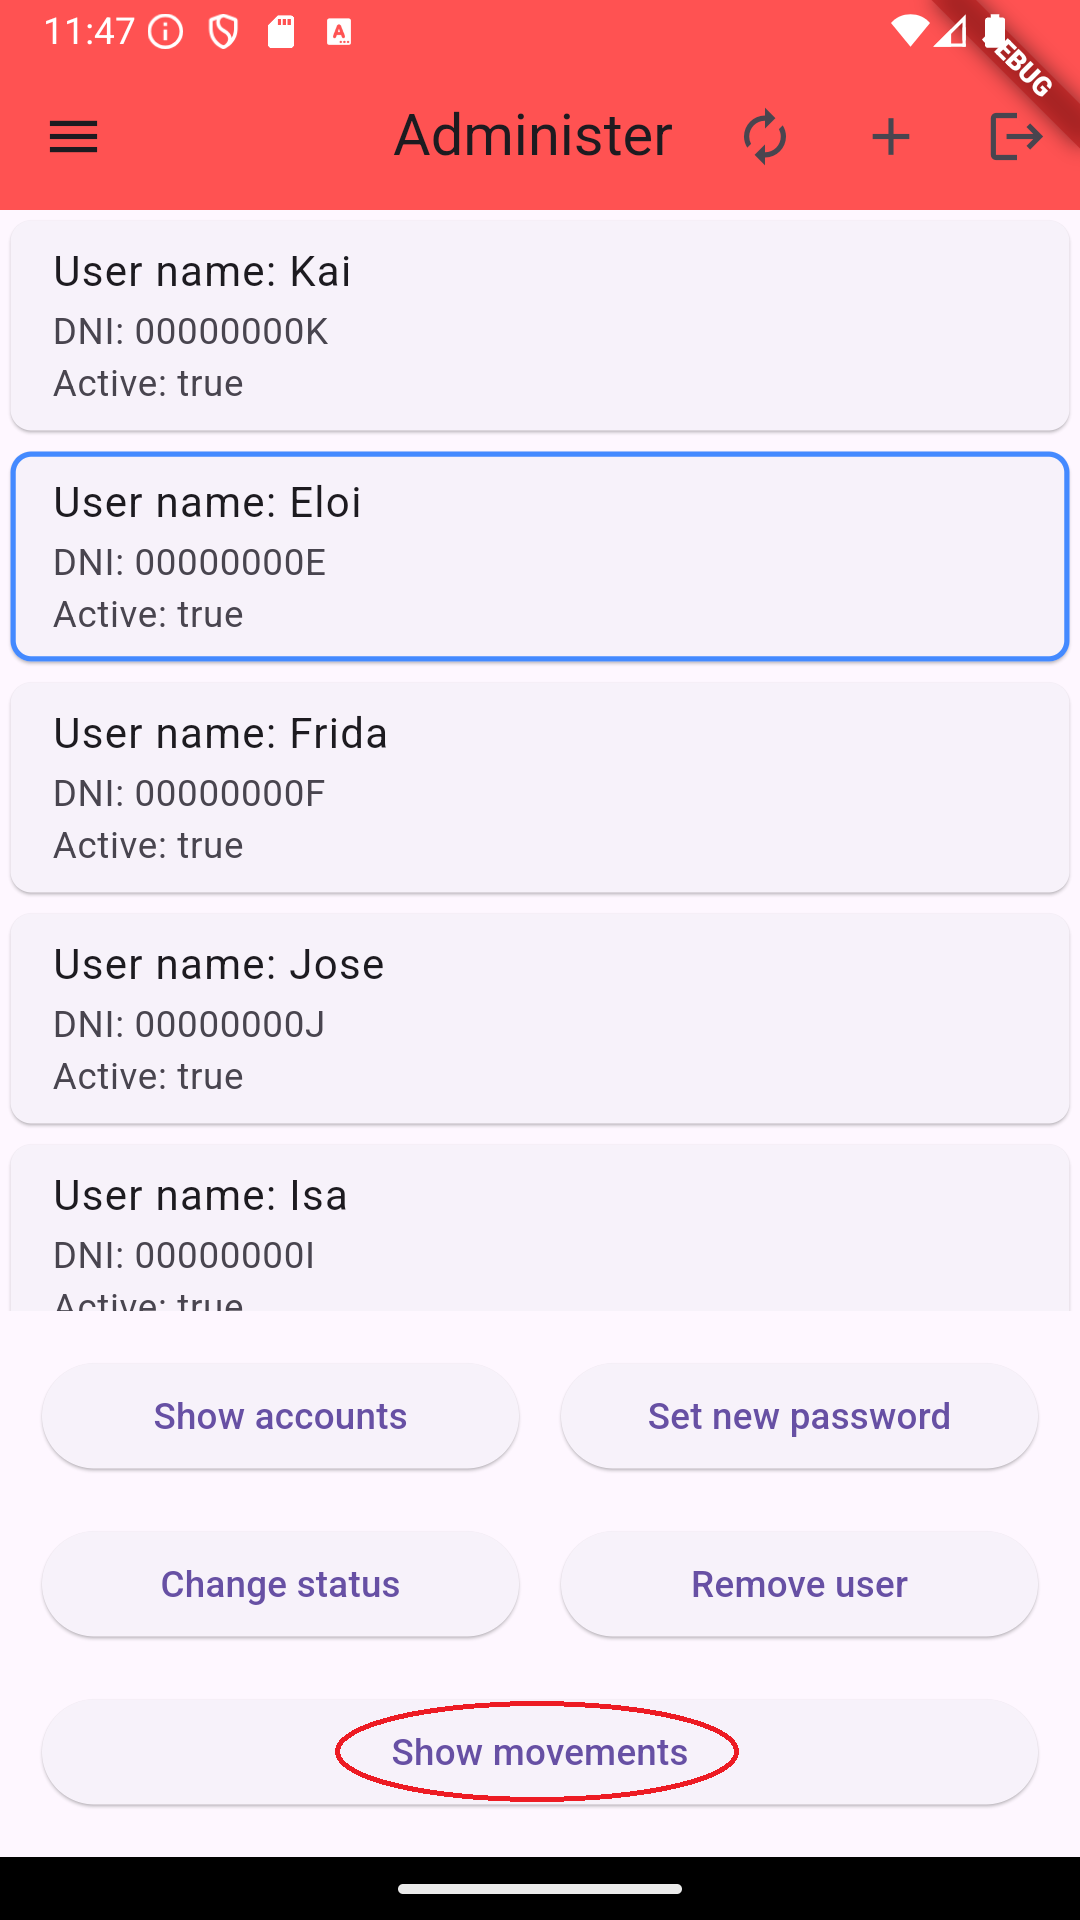 11:47
EBUG
Administer
User name: Kai
DNI: 00000000K
Active: true
User name: Eloi
DNI: 00000000E
Active: true
User name: Frida
DNI: 00000000F
Active: true
User name: Jose
DNI: 00000000J
Active: true
User name: Isa
DNI: 00000000I
Active: true
Show accounts
Set new password
Change status
Remove user
Show movements